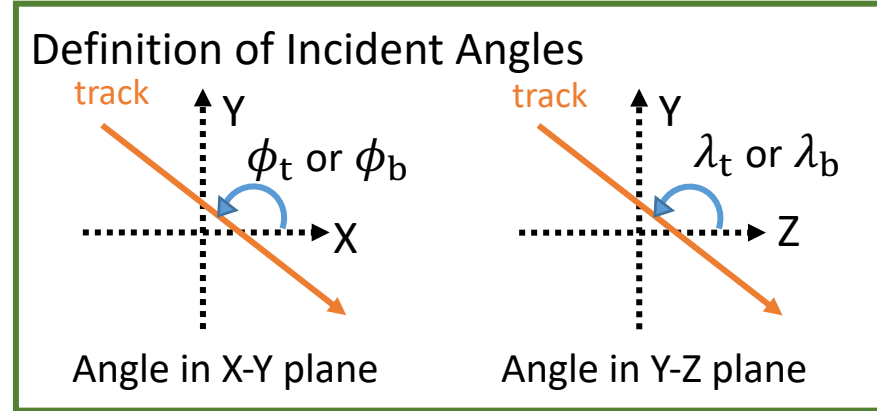 Definition of Incident Angles
track
Y
ϕt or ϕb
X
Angle in X-Y plane
track
Y
λt or λb
Z
Angle in Y-Z plane